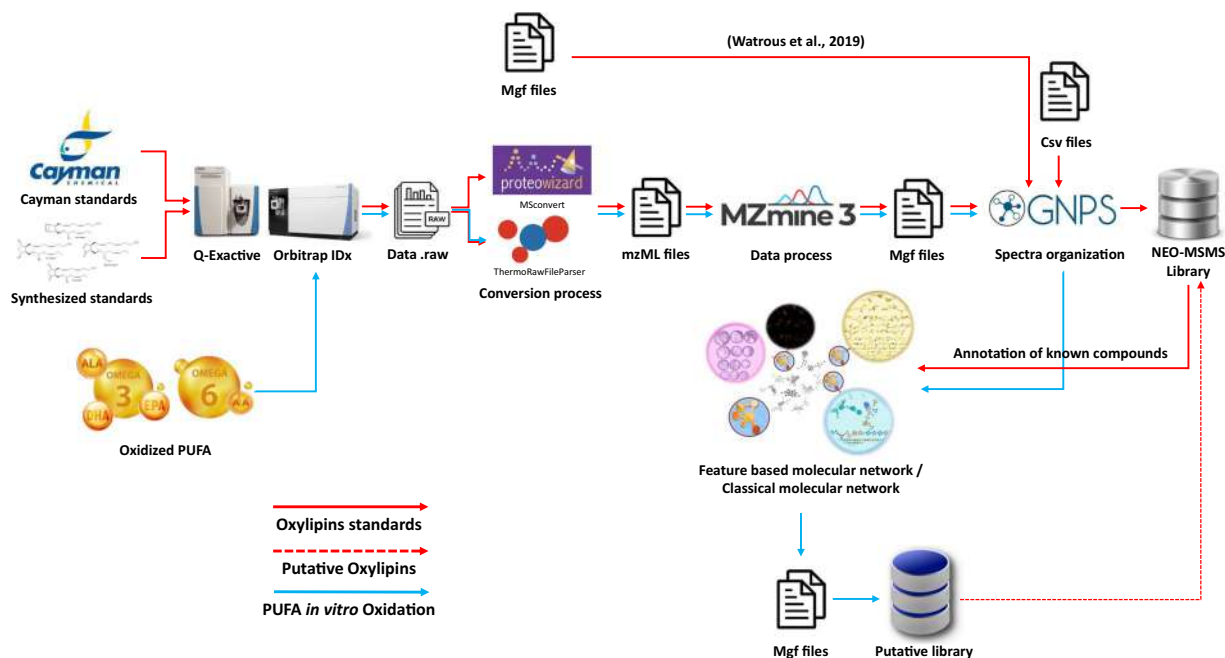 (Watrous et al., 2019)
Mgf files
Csv files
Cayman
CHEMICAL
Cayman standards
proteowizard
MSconvert
RAW
MZmine 3
GNPS
Q-Exactive
Orbitrap IDx
Data .raw
mzML files
Data process
Mgf files
Spectra organization
NEO-MSMS
Library
ThermoRawFileParser
Conversion process
Synthesized standards
ALA
OMEGA
3
DHA
EPA
OMEGA
6
AA
Oxidized PUFA
Annotation of known compounds
Feature based molecular network /
Classical molecular network
Oxylipins standards
Putative Oxylipins
PUFA in vitro Oxidation
Mgf files
Putative library